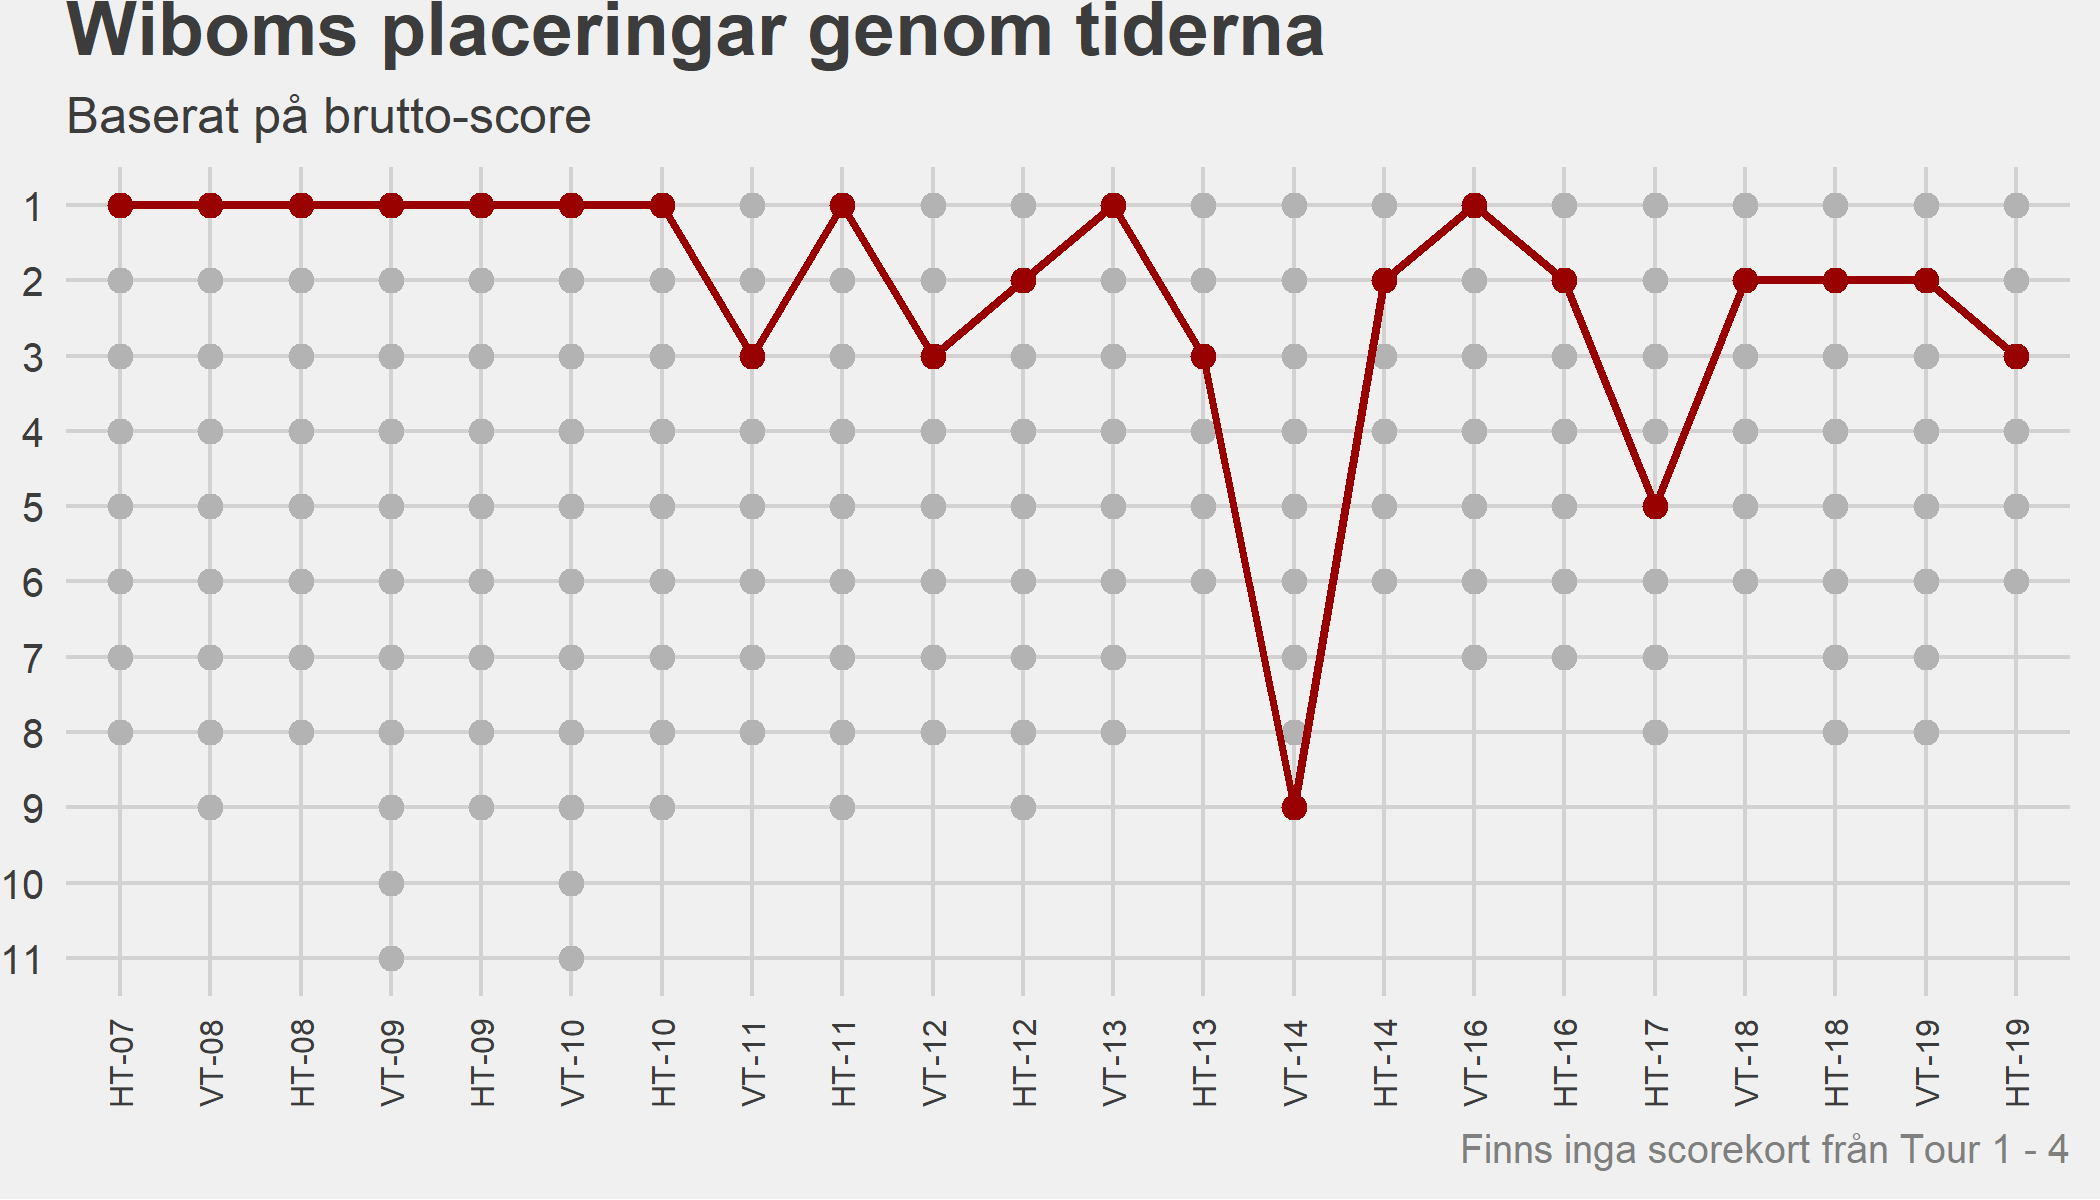 Wiboms placeringar genom tiderna
Baserat på brutto-score
1
2
3
4
5
6
7
8
9
10
11
HT-07
VT-08
HT-08
VT-09
HT-09
VT-10
HT-10
VT-11
HT-11
VT-12
HT-12
VT-13
HT-13
VT-14
HT-14
VT-16
HT-16
HT-17
VT-18
HT-18
VT-19
HT-19
Finns inga scorekort från Tour 1 - 4